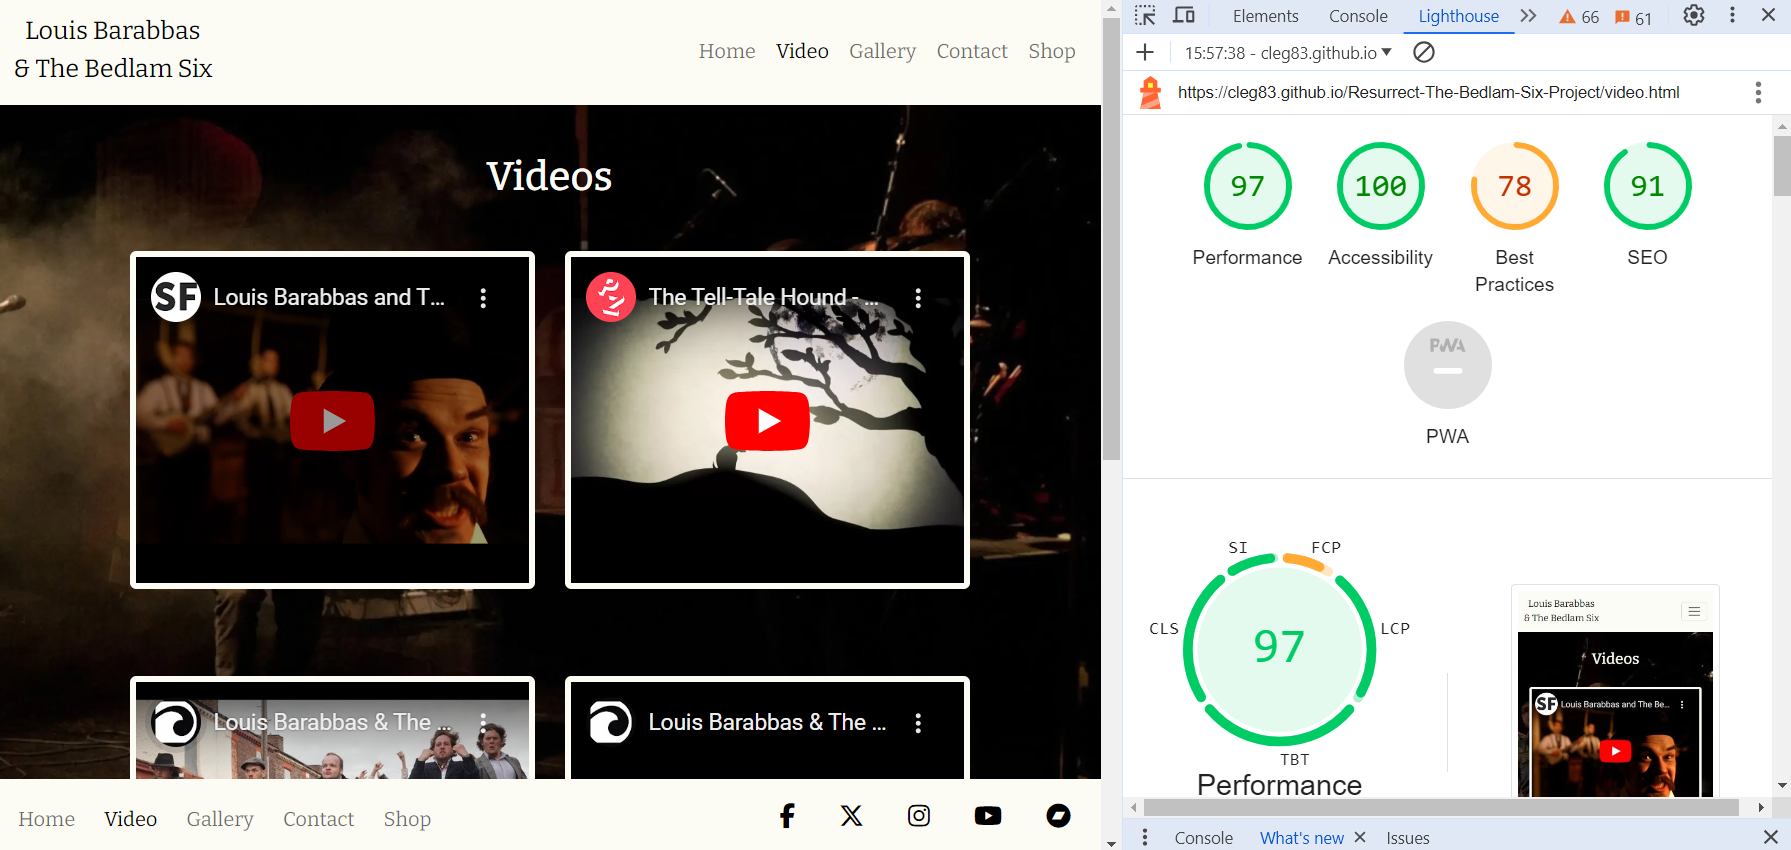 Louis Barabbas
& The Bedlam Six
Home Video Gallery Contact Shop
Videos
SF Louis Barabbas and T...
The Tell-Tale Hound - ...
Louis Barabbas & The ...
Louis Barabbas & The ...
Home Video Gallery Contact Shop
Elements Console Lighthouse 66 61
15:57:38 - cleg83.github.io
https://cleg83.github.io/Resurrect-The-Bedlam-Six-Project/video.html
97 100 78 91
Performance Accessibility Best Practices SEO
PWA
PWA
SI FCP
CLS LCP
97
TBT
Performance
Louis Barabbas
& The Bedlam Six
Videos
SF Louis Barabbas and The Be...
Console What's new Issues